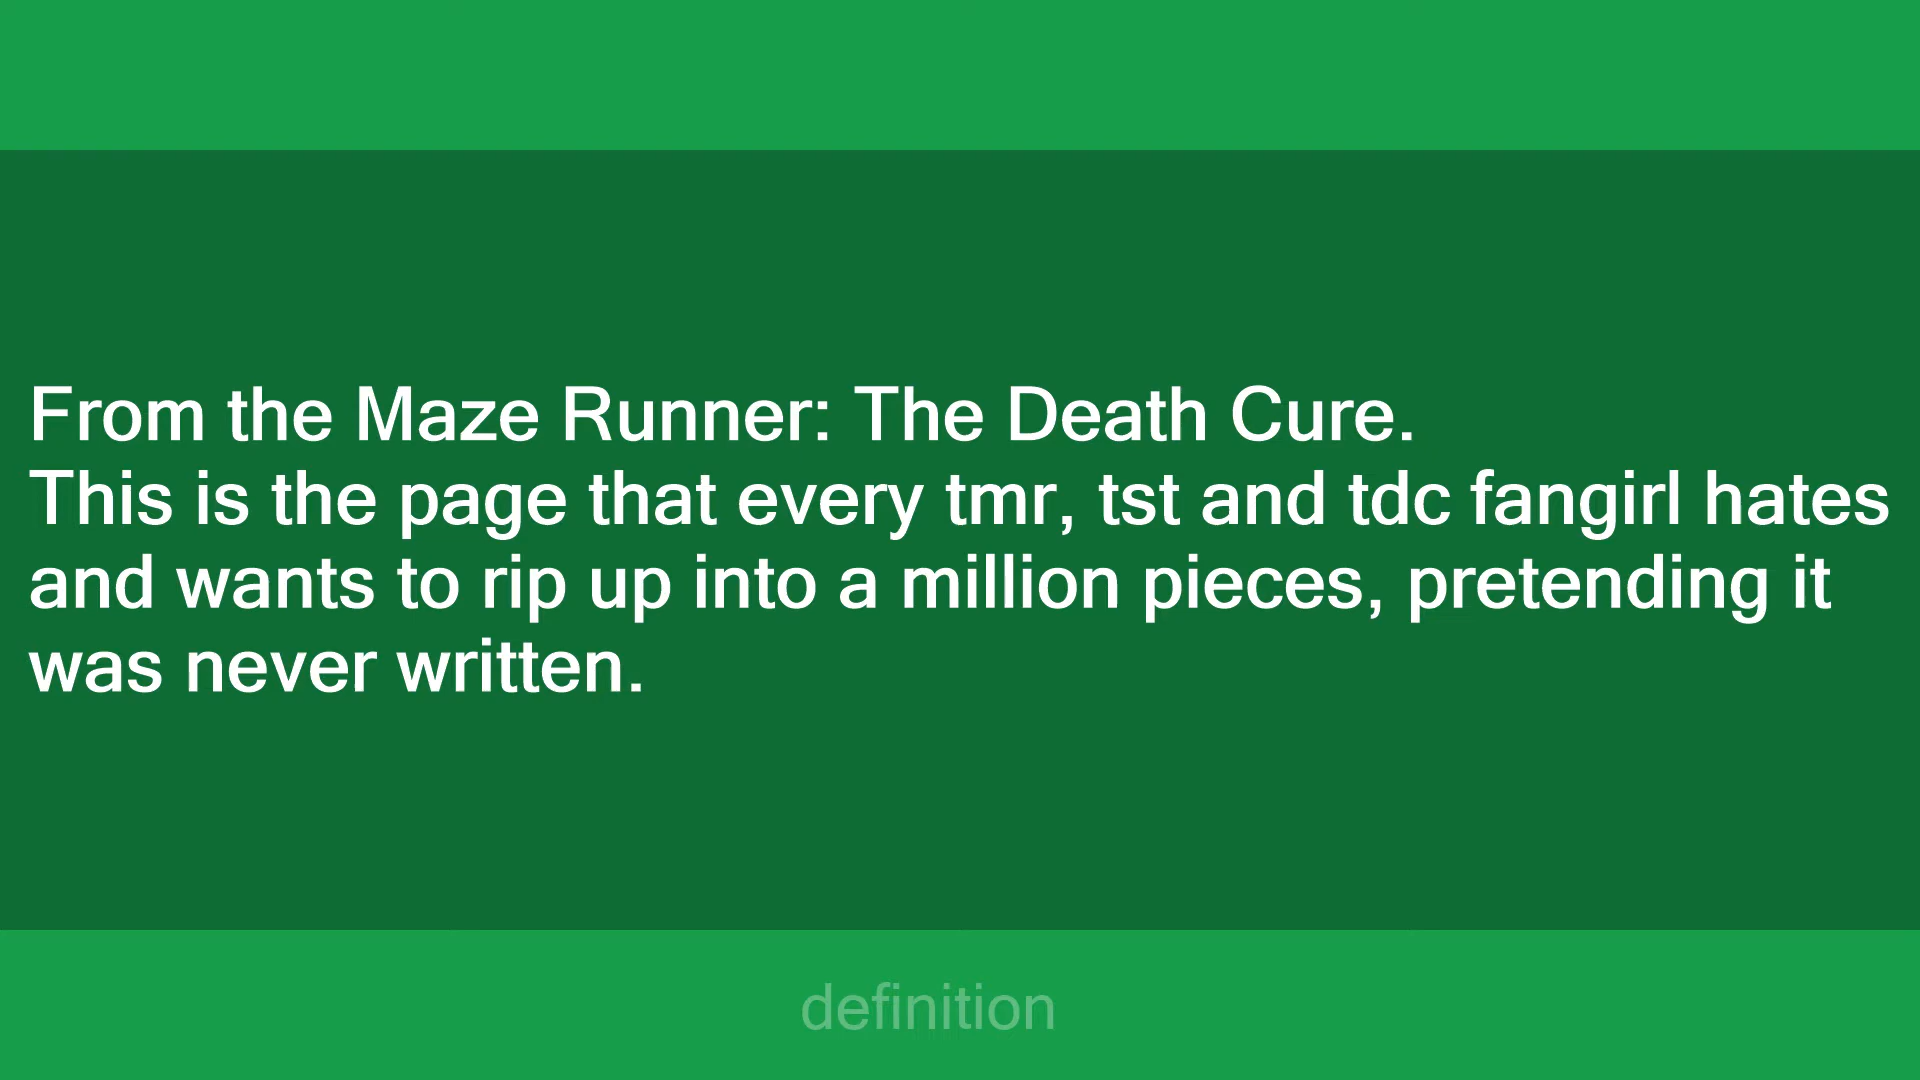 From the Maze Runner: The Death Cure.
This is the page that every tmr, tst and tdc fangirl hates
and wants to rip up into a million pieces, pretending it
was never written.
definition